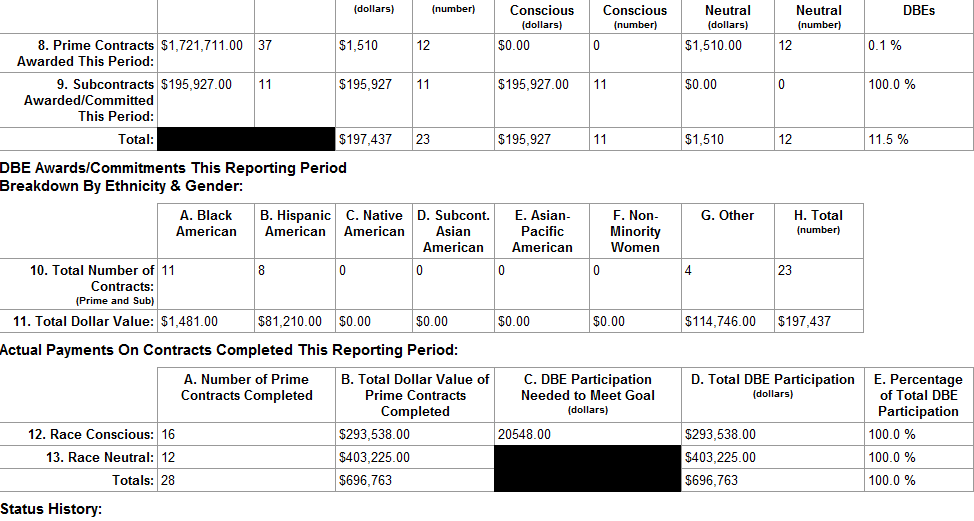 (dollars) (number) Conscious Conscious Neutral Neutral DBEs
(dollars) (number) (dollars) (number)
8. Prime Contracts $1,721,711.00 37 $1,510 12 $0.00 0 $1,510.00 12 0.1 %
Awarded This Period:
9. Subcontracts $195,927.00 11 $195,927 11 $195,927.00 11 $0.00 0 100.0 %
Awarded/Committed
This Period:
Total: $197,437 23 $195,927 11 $1,510 12 11.5 %
DBE Awards/Commitments This Reporting Period
Breakdown By Ethnicity & Gender:
A. Black B. Hispanic C. Native D. Subcont. E. Asian- F. Non- G. Other H. Total
American American American Asian Pacific Minority (number)
American American Women
10. Total Number of 11 8 0 0 0 0 4 23
Contracts:
(Prime and Sub)
11. Total Dollar Value: $1,481.00 $81,210.00 $0.00 $0.00 $0.00 $0.00 $114,746.00 $197,437
Actual Payments On Contracts Completed This Reporting Period:
A. Number of Prime B. Total Dollar Value of C. DBE Participation D. Total DBE Participation E. Percentage
Contracts Completed Prime Contracts Needed to Meet Goal (dollars) of Total DBE
Completed (dollars) Participation
12. Race Conscious: 16 $293,538.00 20548.00 $293,538.00 100.0 %
13. Race Neutral: 12 $403,225.00 $403,225.00 100.0 %
Totals: 28 $696,763 $696,763 100.0 %
Status History: